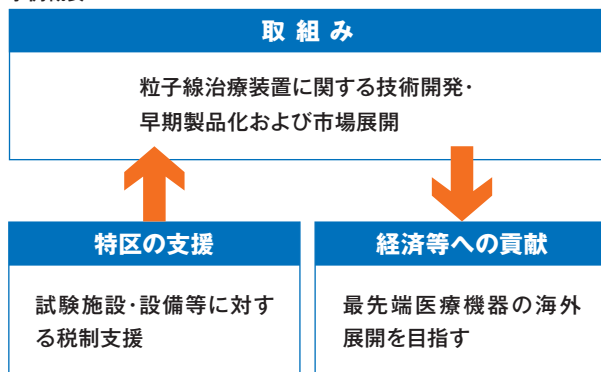 取組み
粒子線治療装置に関する技術開発・
早期製品化および市場展開
特区の支援
試験施設・設備等に対す
る税制支援
経済等への貢献
最先端医療機器の海外
展開を目指す